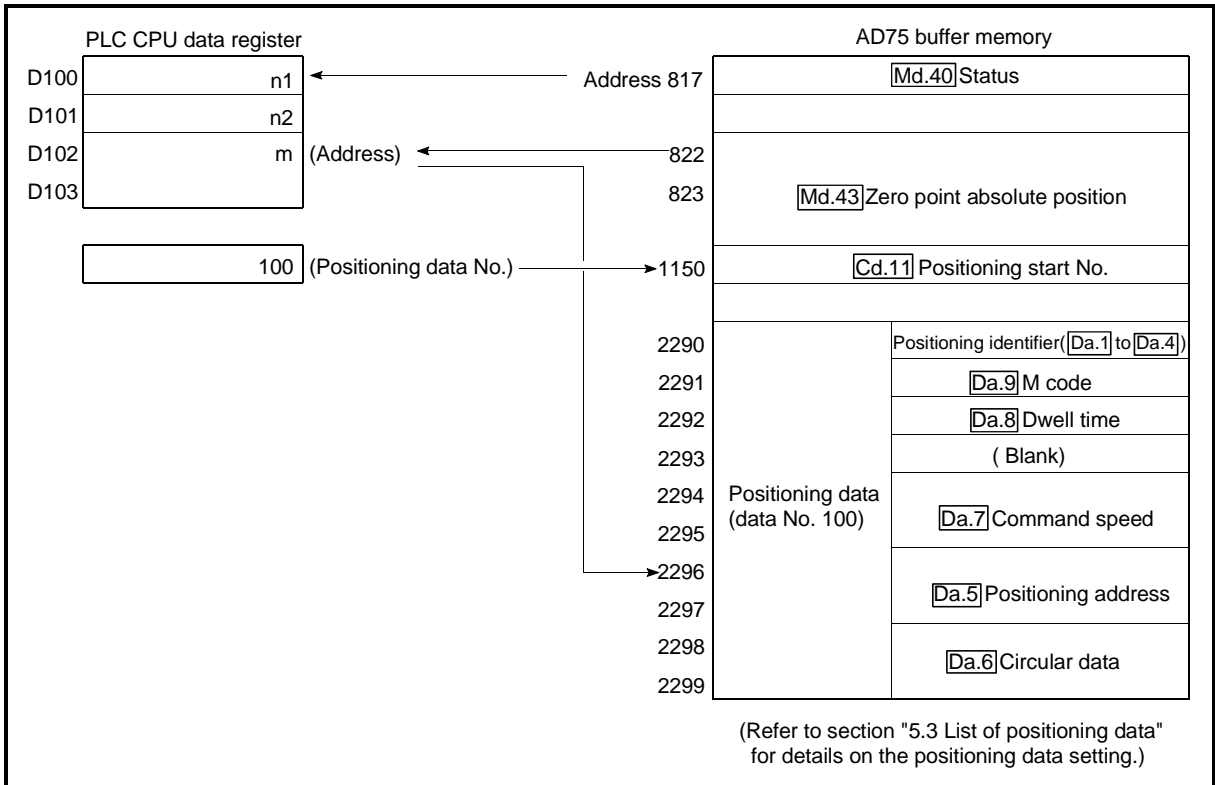 PLC CPU data register
AD75 buffer memory
D100 n1 Address 817 Md.40 Status
D101 n2
D102 m (Address) 822
D103 823 Md.43 Zero point absolute position
100 (Positioning data No.) 1150 Cd.11 Positioning start No.
2290 Positioning identifier(Da.1 to Da.4)
2291 Da.9 M code
2292 Da.8 Dwell time
2293 ( Blank)
2294 Positioning data
(data No. 100) Da.7 Command speed
2295
2296
Da.5 Positioning address
2297
2298
Da.6 Circular data
2299
(Refer to section "5.3 List of positioning data"
for details on the positioning data setting.)